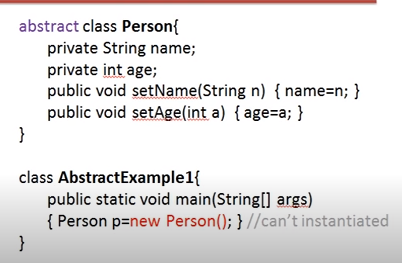 abstract class Person{
private String name;
private int age;
public void setName(String n) { name=n; }
public void setAge(int a) { age=a; }
}
class AbstractExample1{
public static void main(String[] args)
{ Person p=new Person(); } //can't instantiated
}